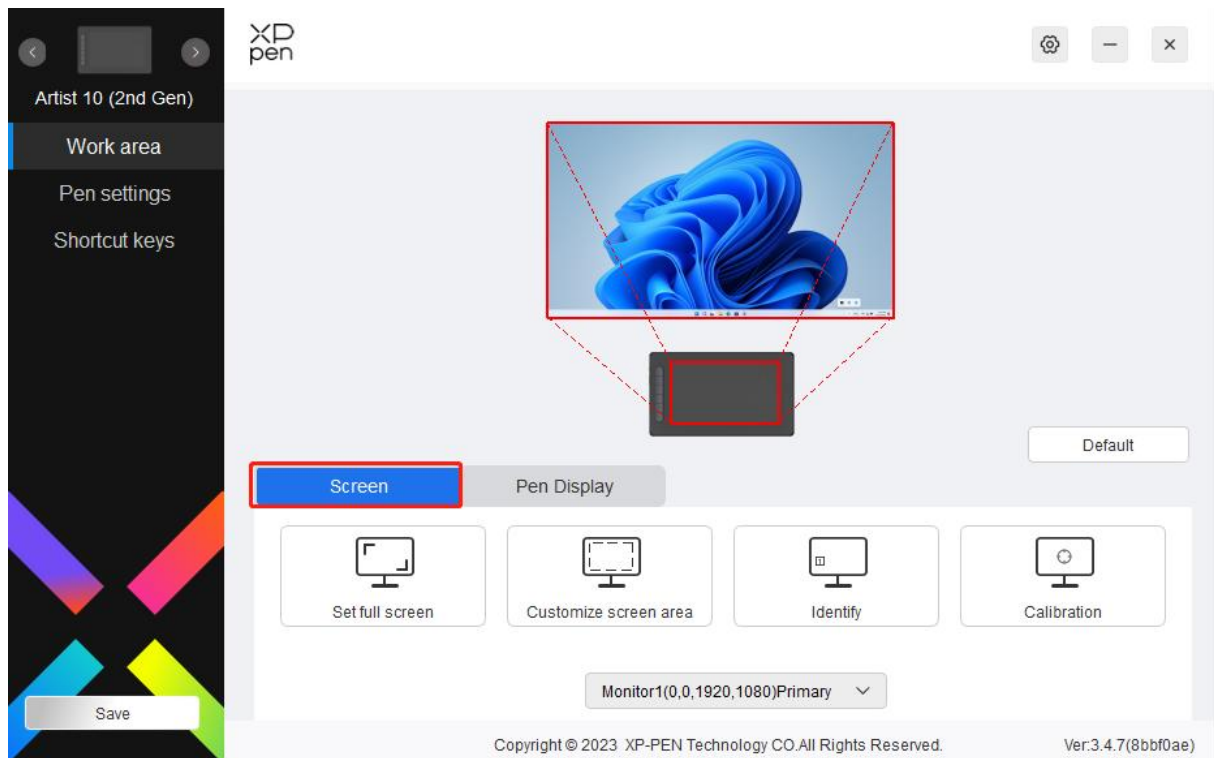 XP
pen
Artist 10 (2nd Gen)
Work area
Pen settings
Shortcut keys
Default
Screen
Pen Display
Set full screen
Customize screen area
1
Identify
Calibration
Monitor1(0,0,1920,1080)Primary
Save
Copyright © 2023 XP-PEN Technology CO.All Rights Reserved.
Ver:3.4.7(8bbf0ae)